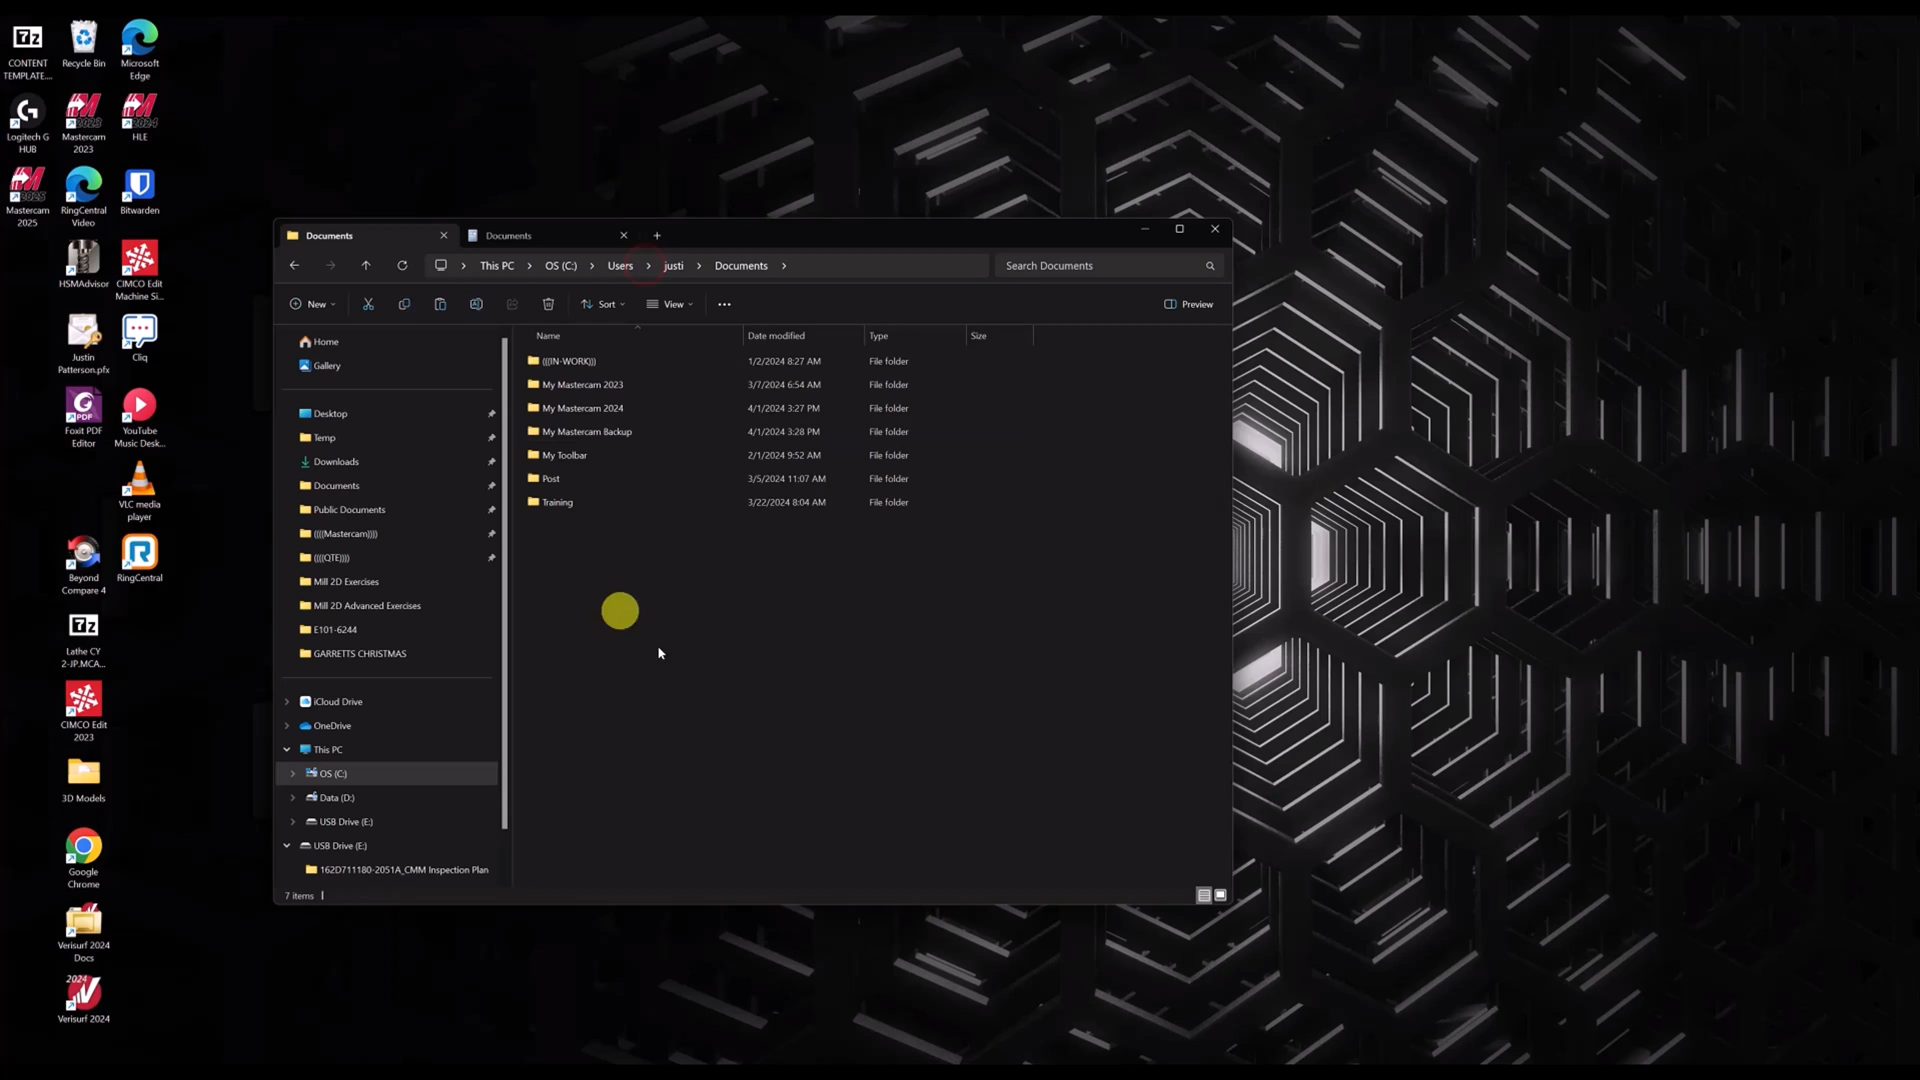 CONTENT
TEMPLATE....
Recycle Bin
Microsoft
Edge
Logitech G
HUB
2023
Mastercam
2023
2024
HLE
2025
Mastercam
2025
RingCentral
Video
Bitwarden
HSMAdvisor
CIMCO Edit
Machine Si...
Justin
Patterson.pfx
Cliq
PDF
Foxit PDF
Editor
YouTube
Music Desk...
VLC media
player
Beyond
Compare 4
RingCentral
7z
Lathe CY
2-JP.MCA...
CIMCO Edit
2023
3D Models
Google
Chrome
Verisurf 2024
Docs
2024
Verisurf 2024
Documents
Documents
This PC > OS (C:) > Users > justi > Documents >
Search Documents
New
Sort
View
Preview
Home
Gallery
Desktop
Temp
Downloads
Documents
Public Documents
((((Mastercam))))
((((QTE))))
Mill 2D Exercises
Mill 2D Advanced Exercises
E101-6244
GARRETTS CHRISTMAS
iCloud Drive
OneDrive
This PC
OS (C:)
Data (D:)
USB Drive (E:)
USB Drive (E:)
162D711180-2051A_CMM Inspection Plan
Name Date modified Type Size
(((IN-WORK))) 1/2/2024 8:27 AM File folder
My Mastercam 2023 3/7/2024 6:54 AM File folder
My Mastercam 2024 4/1/2024 3:27 PM File folder
My Mastercam Backup 4/1/2024 3:28 PM File folder
My Toolbar 2/1/2024 9:52 AM File folder
Post 3/5/2024 11:07 AM File folder
Training 3/22/2024 8:04 AM File folder
7 items